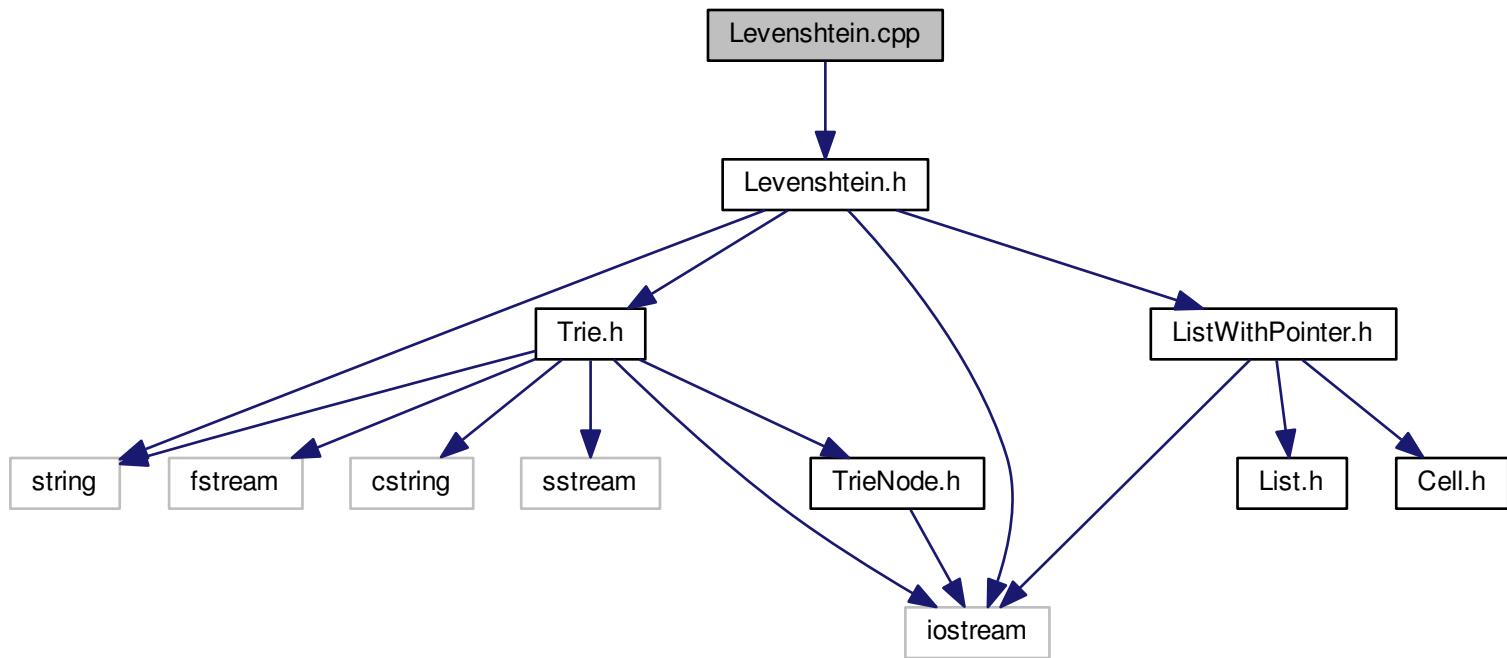 Levenshtein.cpp
Levenshtein.h
Trie.h
ListWithPointer.h
string
fstream
cstring
sstream
TrieNode.h
List.h
Cell.h
iostream